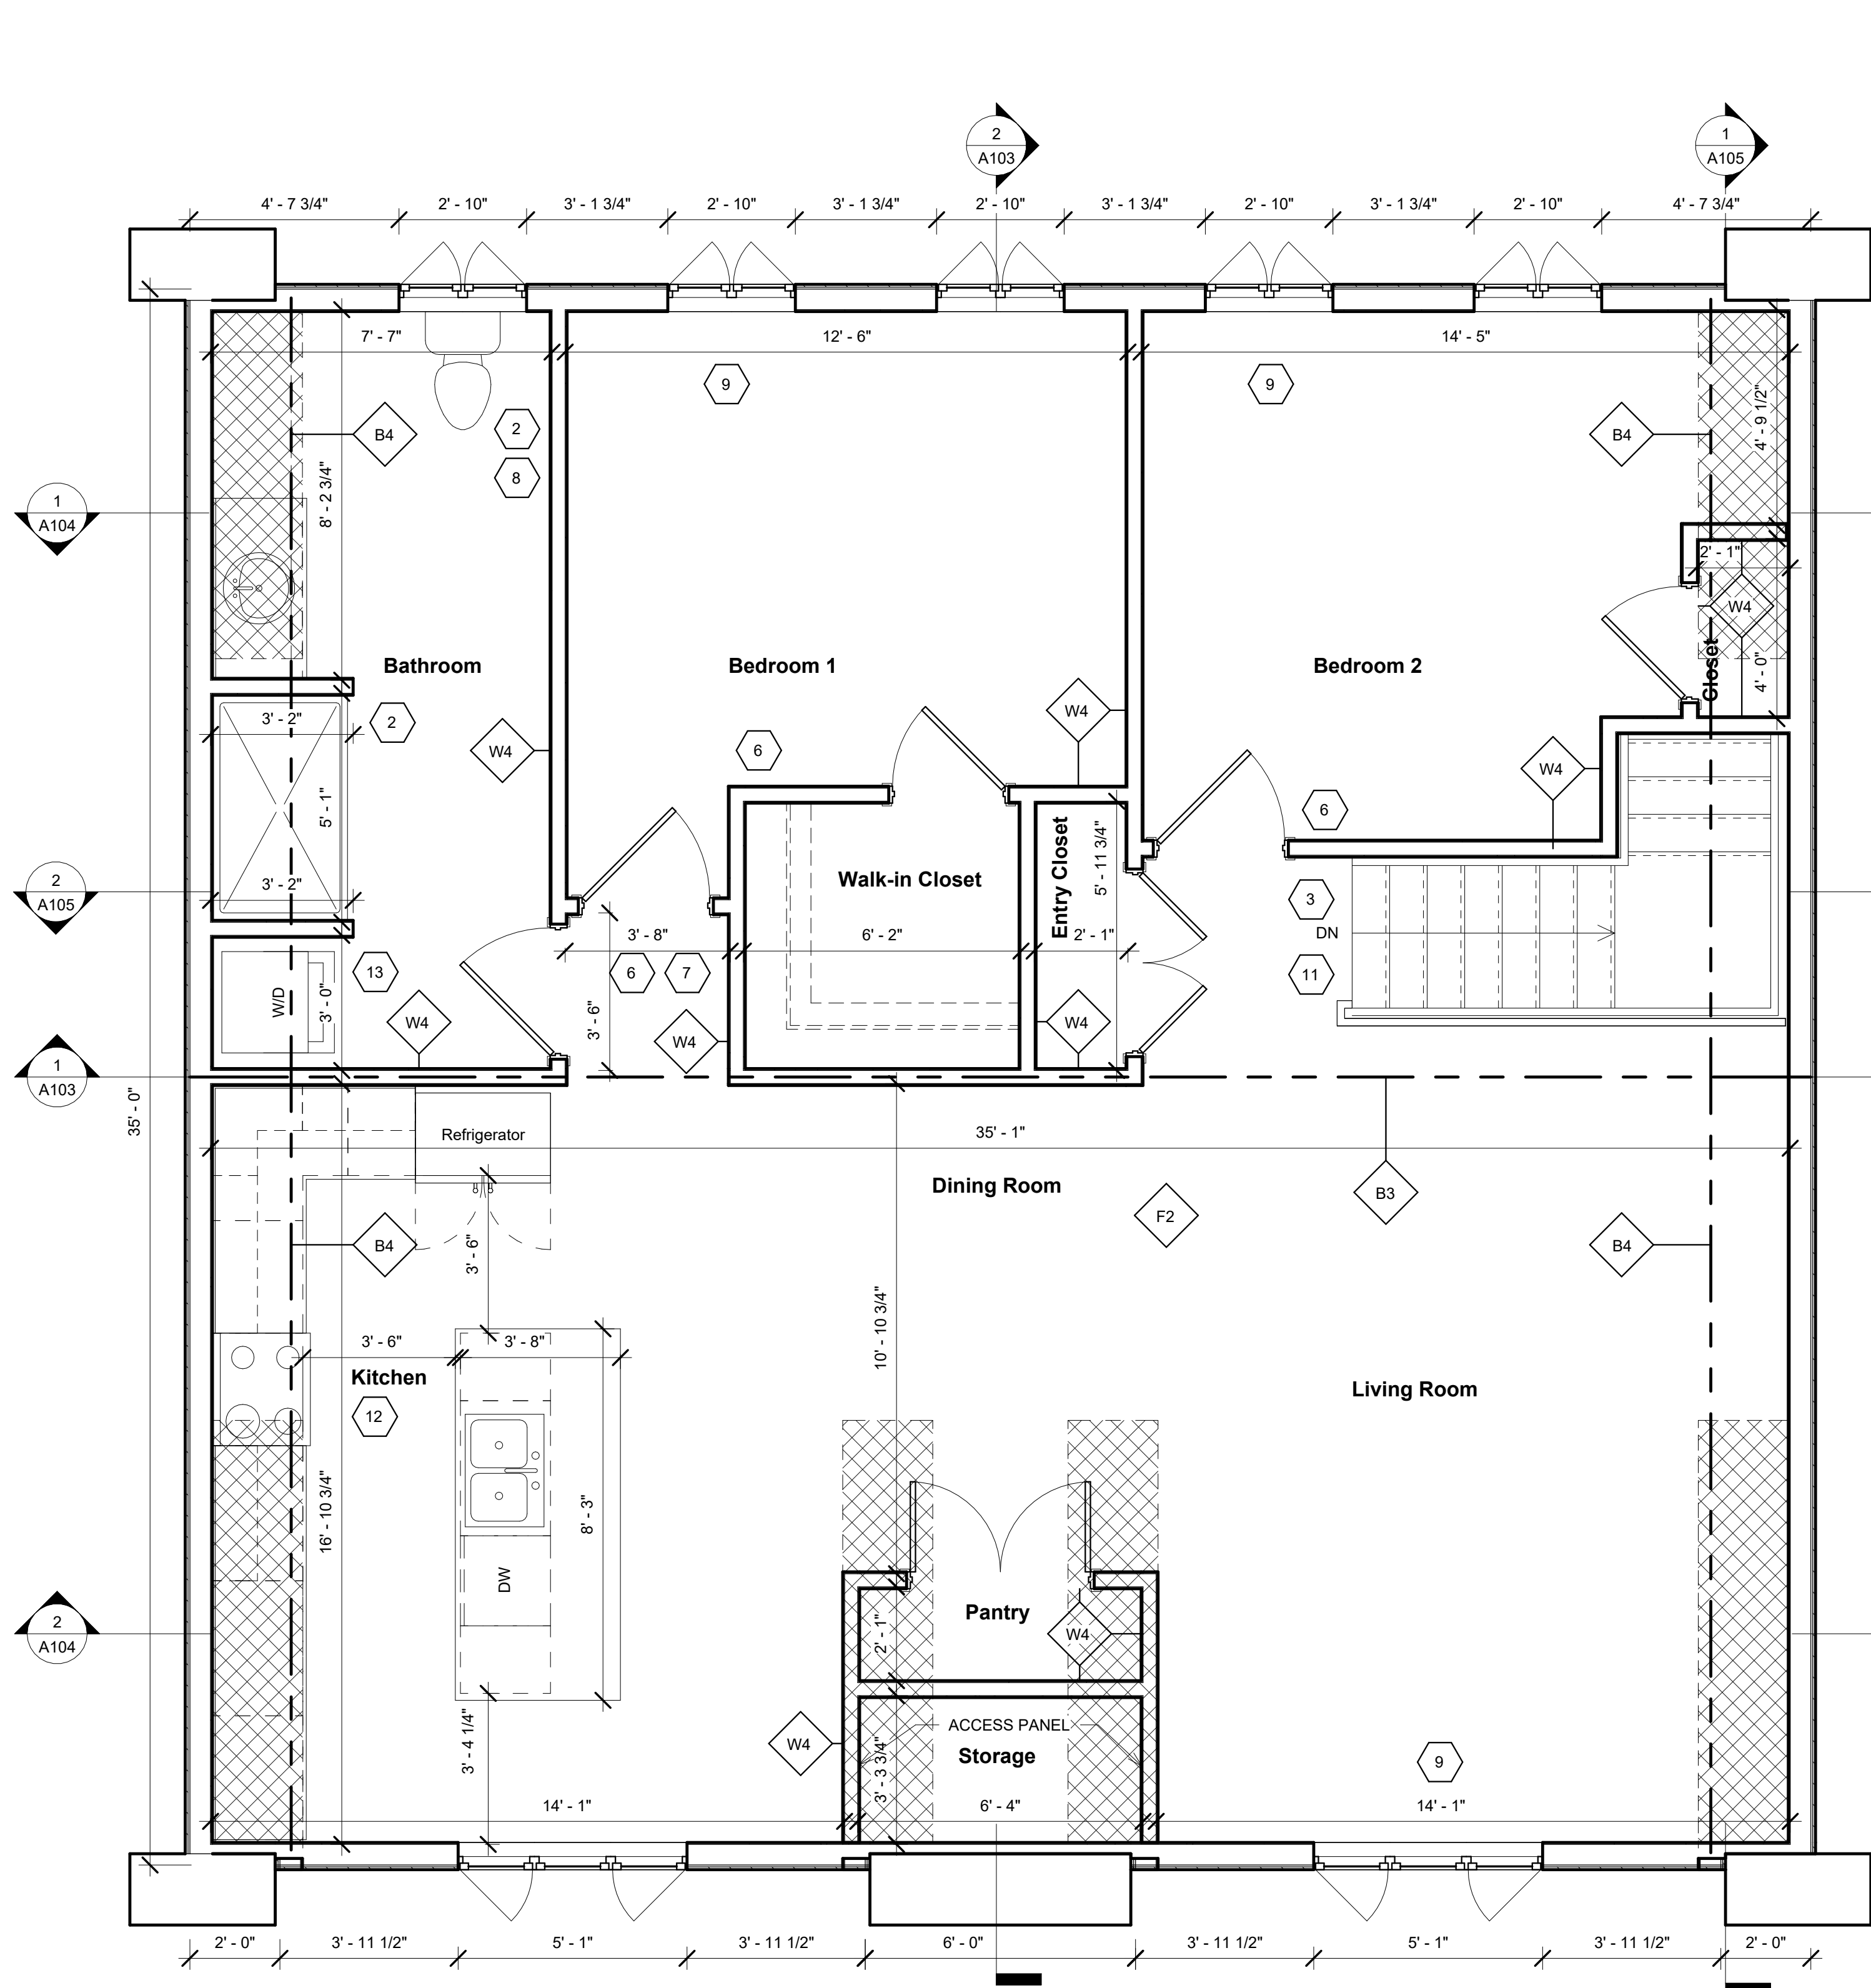 2
A103
1
A105
4' - 7 3/4"
2' - 10"
3' - 1 3/4"
2' - 10"
3' - 1 3/4"
2' - 10"
3' - 1 3/4"
2' - 10"
3' - 1 3/4"
2' - 10"
4' - 7 3/4"
7' - 7"
12' - 6"
14' - 5"
9
9
4' - 9 1/2"
2
B4
B4
8
8' - 2 3/4"
1
A104
2' - 1"
W4
Bathroom
Bedroom 1
Bedroom 2
Closet
4' - 0"
3' - 2"
2
W4
W4
6
W4
5' - 1"
6
3' - 2"
Walk-in Closet
Entry Closet
5' - 11 3/4"
2
A105
3
DN
3' - 8"
6' - 2"
2' - 1"
13
6
7
11
W/D
3' - 0"
W4
3' - 6"
W4
W4
1
A103
35' - 0"
Refrigerator
35' - 1"
Dining Room
B3
F2
B4
3' - 6"
B4
10' - 10 3/4"
3' - 6"
3' - 8"
Kitchen
12
Living Room
16' - 10 3/4"
8' - 3"
DW
Pantry
2' - 1"
W4
2
A104
ACCESS PANEL
3' - 4 1/4"
W4
Storage
3' - 3 3/4"
9
14' - 1"
6' - 4"
14' - 1"
2' - 0"
3' - 11 1/2"
5' - 1"
3' - 11 1/2"
6' - 0"
3' - 11 1/2"
5' - 1"
3' - 11 1/2"
2' - 0"